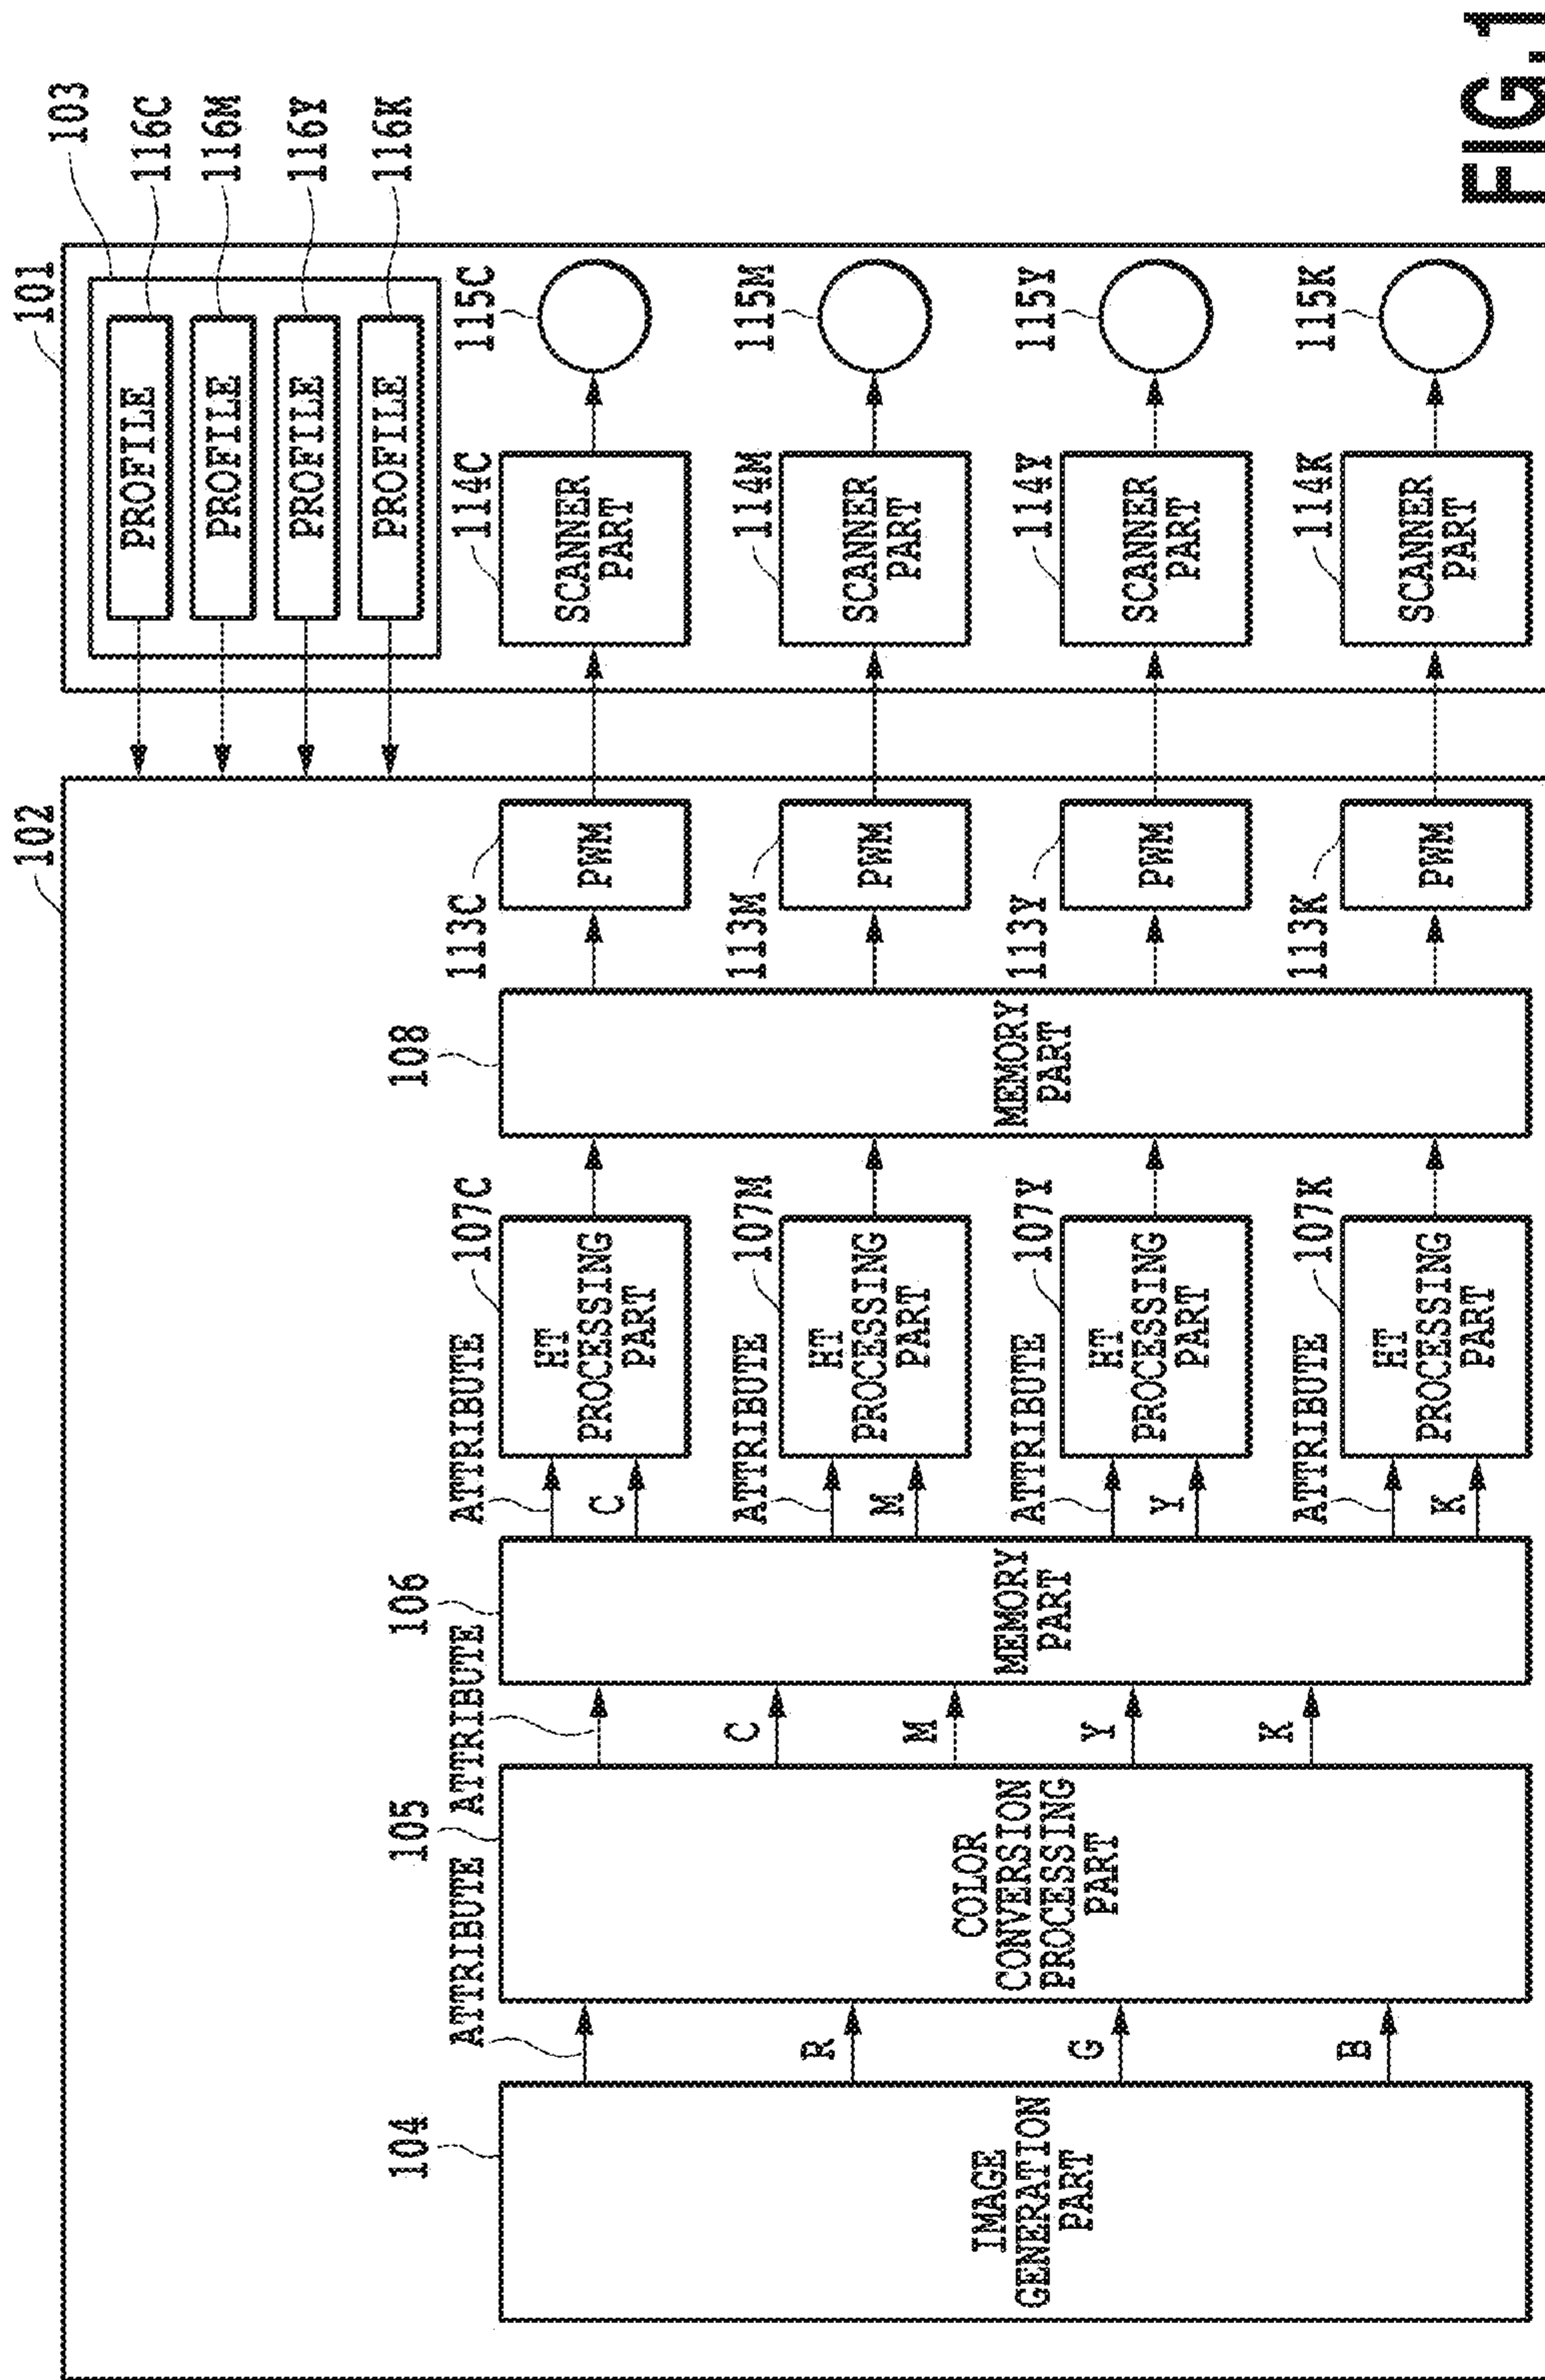 FIG.1
102
101
103
116C
116M
116Y
116K
PROFILE
PROFILE
PROFILE
PROFILE
104
IMAGE
GENERATION
PART
ATTRIBUTE
R
G
B
105
COLOR
CONVERSION
PROCESSING
PART
ATTRIBUTE
C
M
Y
K
106
MEMORY
PART
ATTRIBUTE
C
ATTRIBUTE
M
ATTRIBUTE
Y
ATTRIBUTE
K
107C
HT
PROCESSING
PART
107M
HT
PROCESSING
PART
107Y
HT
PROCESSING
PART
107K
HT
PROCESSING
PART
108
MEMORY
PART
113C
PWM
113M
PWM
113Y
PWM
113K
PWM
114C
SCANNER
PART
114M
SCANNER
PART
114Y
SCANNER
PART
114K
SCANNER
PART
115C
115M
115Y
115K